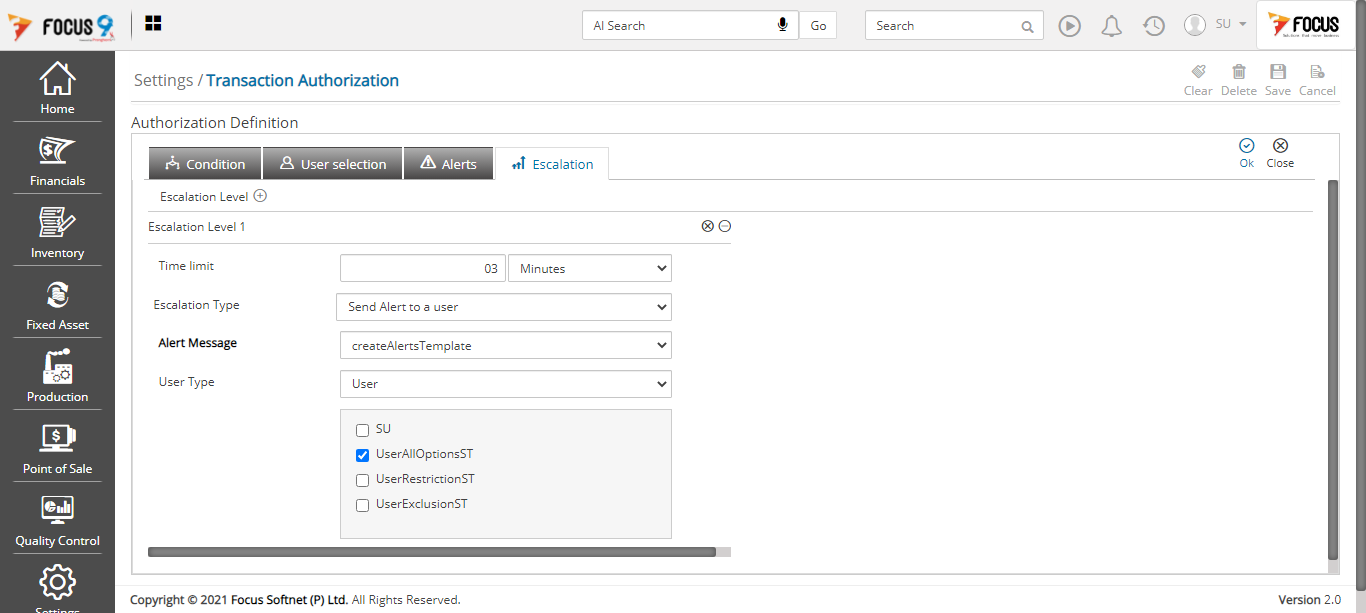 FOCUS 9
AI Search
Go
Search
SU
FOCUS
Home
Financials
Inventory
Fixed Asset
Production
Point of Sale
Quality Control
Settings
Settings / Transaction Authorization
Clear Delete Save Cancel
Authorization Definition
Condition User selection Alerts Escalation
Ok Close
Escalation Level
Escalation Level 1
Time limit 03 Minutes
Escalation Type Send Alert to a user
Alert Message createAlertsTemplate
User Type User
SU
UserAllOptionsST
UserRestrictionST
UserExclusionST
Copyright © 2021 Focus Softnet (P) Ltd. All Rights Reserved.
Version 2.0